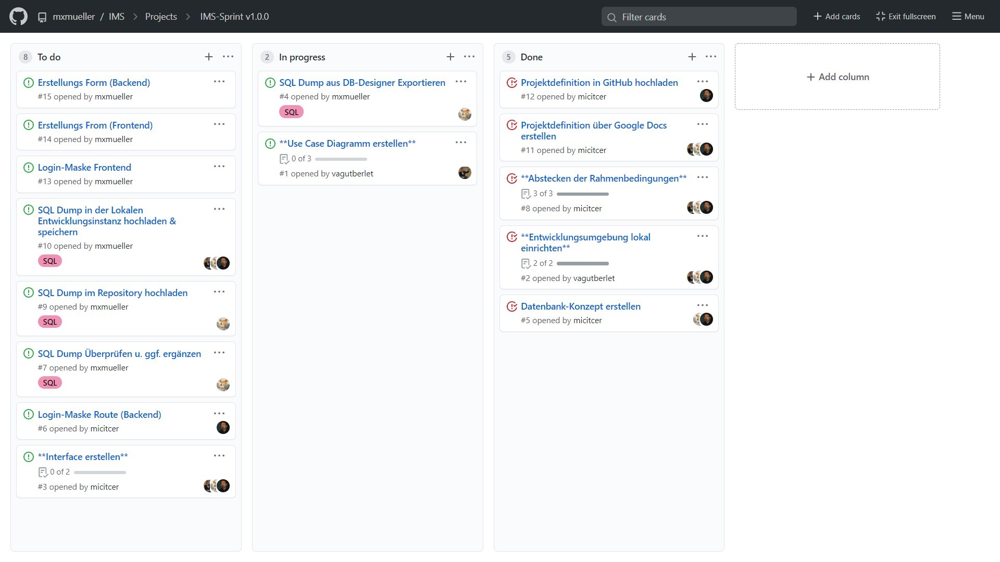 mxmueller / IMS > Projects > IMS-Sprint v1.0.0
Filter cards
Add cards
Exit fullscreen
Menu
8 To do
Erstellungs Form (Backend)
#15 opened by mxmueller
Erstellungs From (Frontend)
#14 opened by mxmueller
Login-Maske Frontend
#13 opened by mxmueller
SQL Dump in der Lokalen
Entwicklungsinstanz hochladen &
speichern
#10 opened by mxmueller
SQL
SQL Dump im Repository hochladen
#9 opened by mxmueller
SQL
SQL Dump Überprüfen u. ggf. ergänzen
#7 opened by mxmueller
SQL
Login-Maske Route (Backend)
#6 opened by micitcer
**Interface erstellen**
0 of 2
#3 opened by micitcer
2 In progress
SQL Dump aus DB-Designer Exportieren
#4 opened by mxmueller
SQL
**Use Case Diagramm erstellen**
0 of 3
#1 opened by vagutberlet
5 Done
Projektdefinition in GitHub hochladen
#12 opened by micitcer
Projektdefinition über Google Docs
erstellen
#11 opened by micitcer
**Abstecken der Rahmenbedingungen**
3 of 3
#8 opened by micitcer
**Entwicklungsumgebung lokal
einrichten**
2 of 2
#2 opened by vagutberlet
Datenbank-Konzept erstellen
#5 opened by micitcer
+ Add column